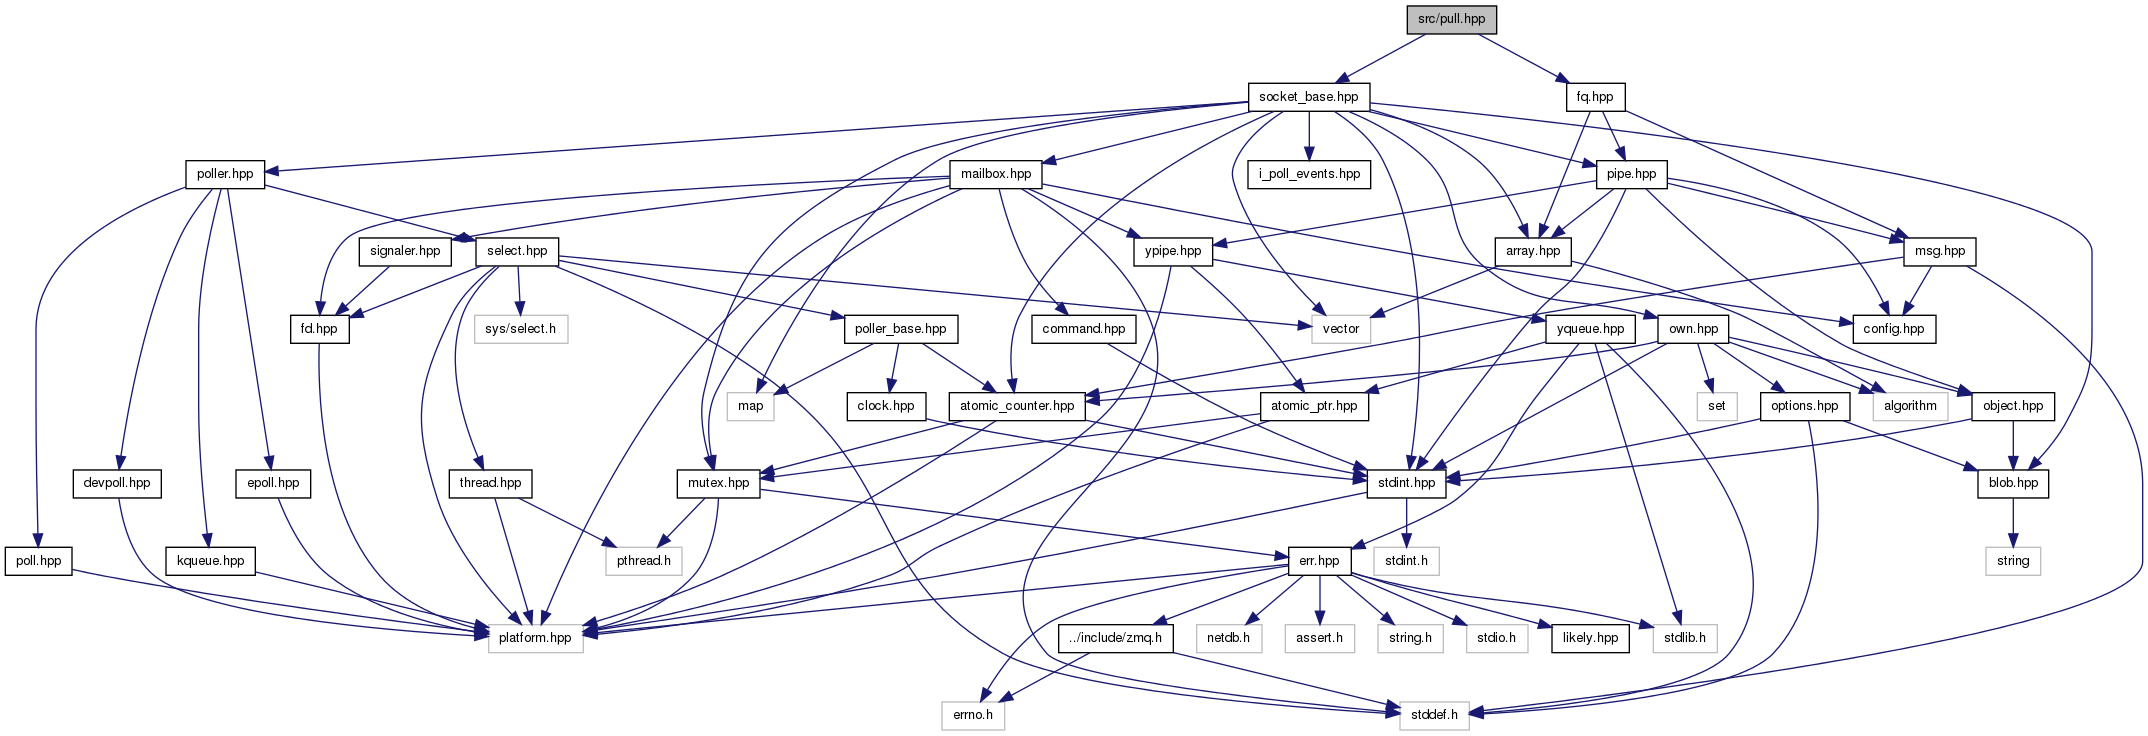 src/pull.hpp
socket_base.hpp
fq.hpp
poller.hpp
mailbox.hpp
i_poll_events.hpp
pipe.hpp
signaler.hpp
select.hpp
ypipe.hpp
array.hpp
msg.hpp
fd.hpp
sys/select.h
poller_base.hpp
command.hpp
vector
yqueue.hpp
own.hpp
config.hpp
map
clock.hpp
atomic_counter.hpp
atomic_ptr.hpp
set
options.hpp
algorithm
object.hpp
devpoll.hpp
epoll.hpp
thread.hpp
mutex.hpp
stdint.hpp
blob.hpp
poll.hpp
kqueue.hpp
pthread.h
err.hpp
stdint.h
string
platform.hpp
../include/zmq.h
netdb.h
assert.h
string.h
stdio.h
likely.hpp
stdlib.h
errno.h
stddef.h